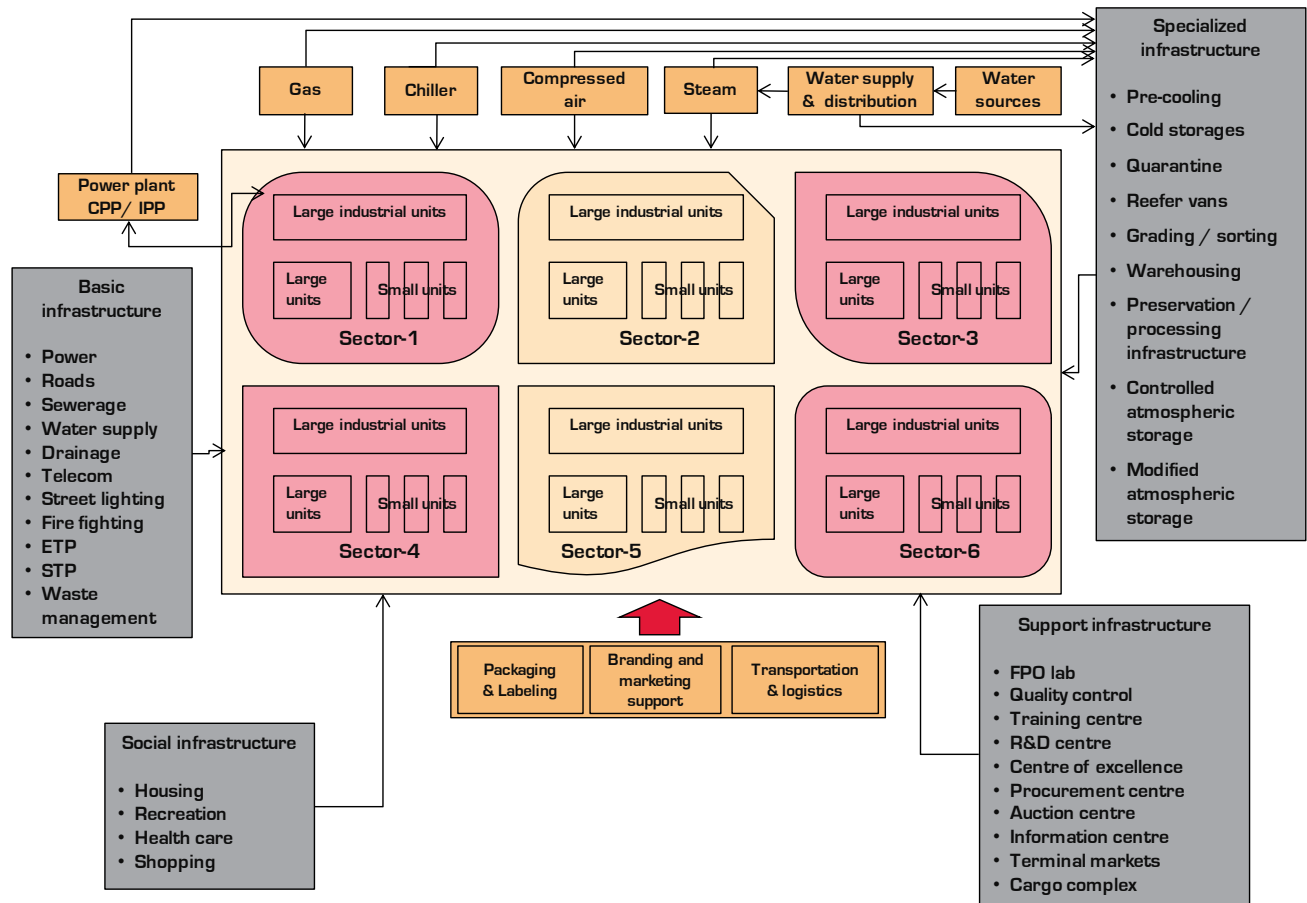 Specialized
infrastructure
• Pre-cooling
• Cold storages
• Quarantine
• Reefer vans
• Grading / sorting
• Warehousing
• Preservation /
processing
infrastructure
• Controlled
atmospheric
storage
• Modified
atmospheric
storage
Gas
Chiller
Compressed
air
Steam
Water supply
& distribution
Water
sources
Power plant
CPP/ IPP
Basic
infrastructure
• Power
• Roads
• Sewerage
• Water supply
• Drainage
• Telecom
• Street lighting
• Fire fighting
• ETP
• STP
• Waste
management
Large industrial units
Large
units
Small units
Sector-1
Large industrial units
Large
units
Small units
Sector-2
Large industrial units
Large
units
Small units
Sector-3
Large industrial units
Large
units
Small units
Sector-4
Large industrial units
Large
units
Small units
Sector-5
Large industrial units
Large
units
Small units
Sector-6
Packaging
& Labeling
Branding and
marketing
support
Transportation
& logistics
Social infrastructure
• Housing
• Recreation
• Health care
• Shopping
Support infrastructure
• FPO lab
• Quality control
• Training centre
• R&D centre
• Centre of excellence
• Procurement centre
• Auction centre
• Information centre
• Terminal markets
• Cargo complex